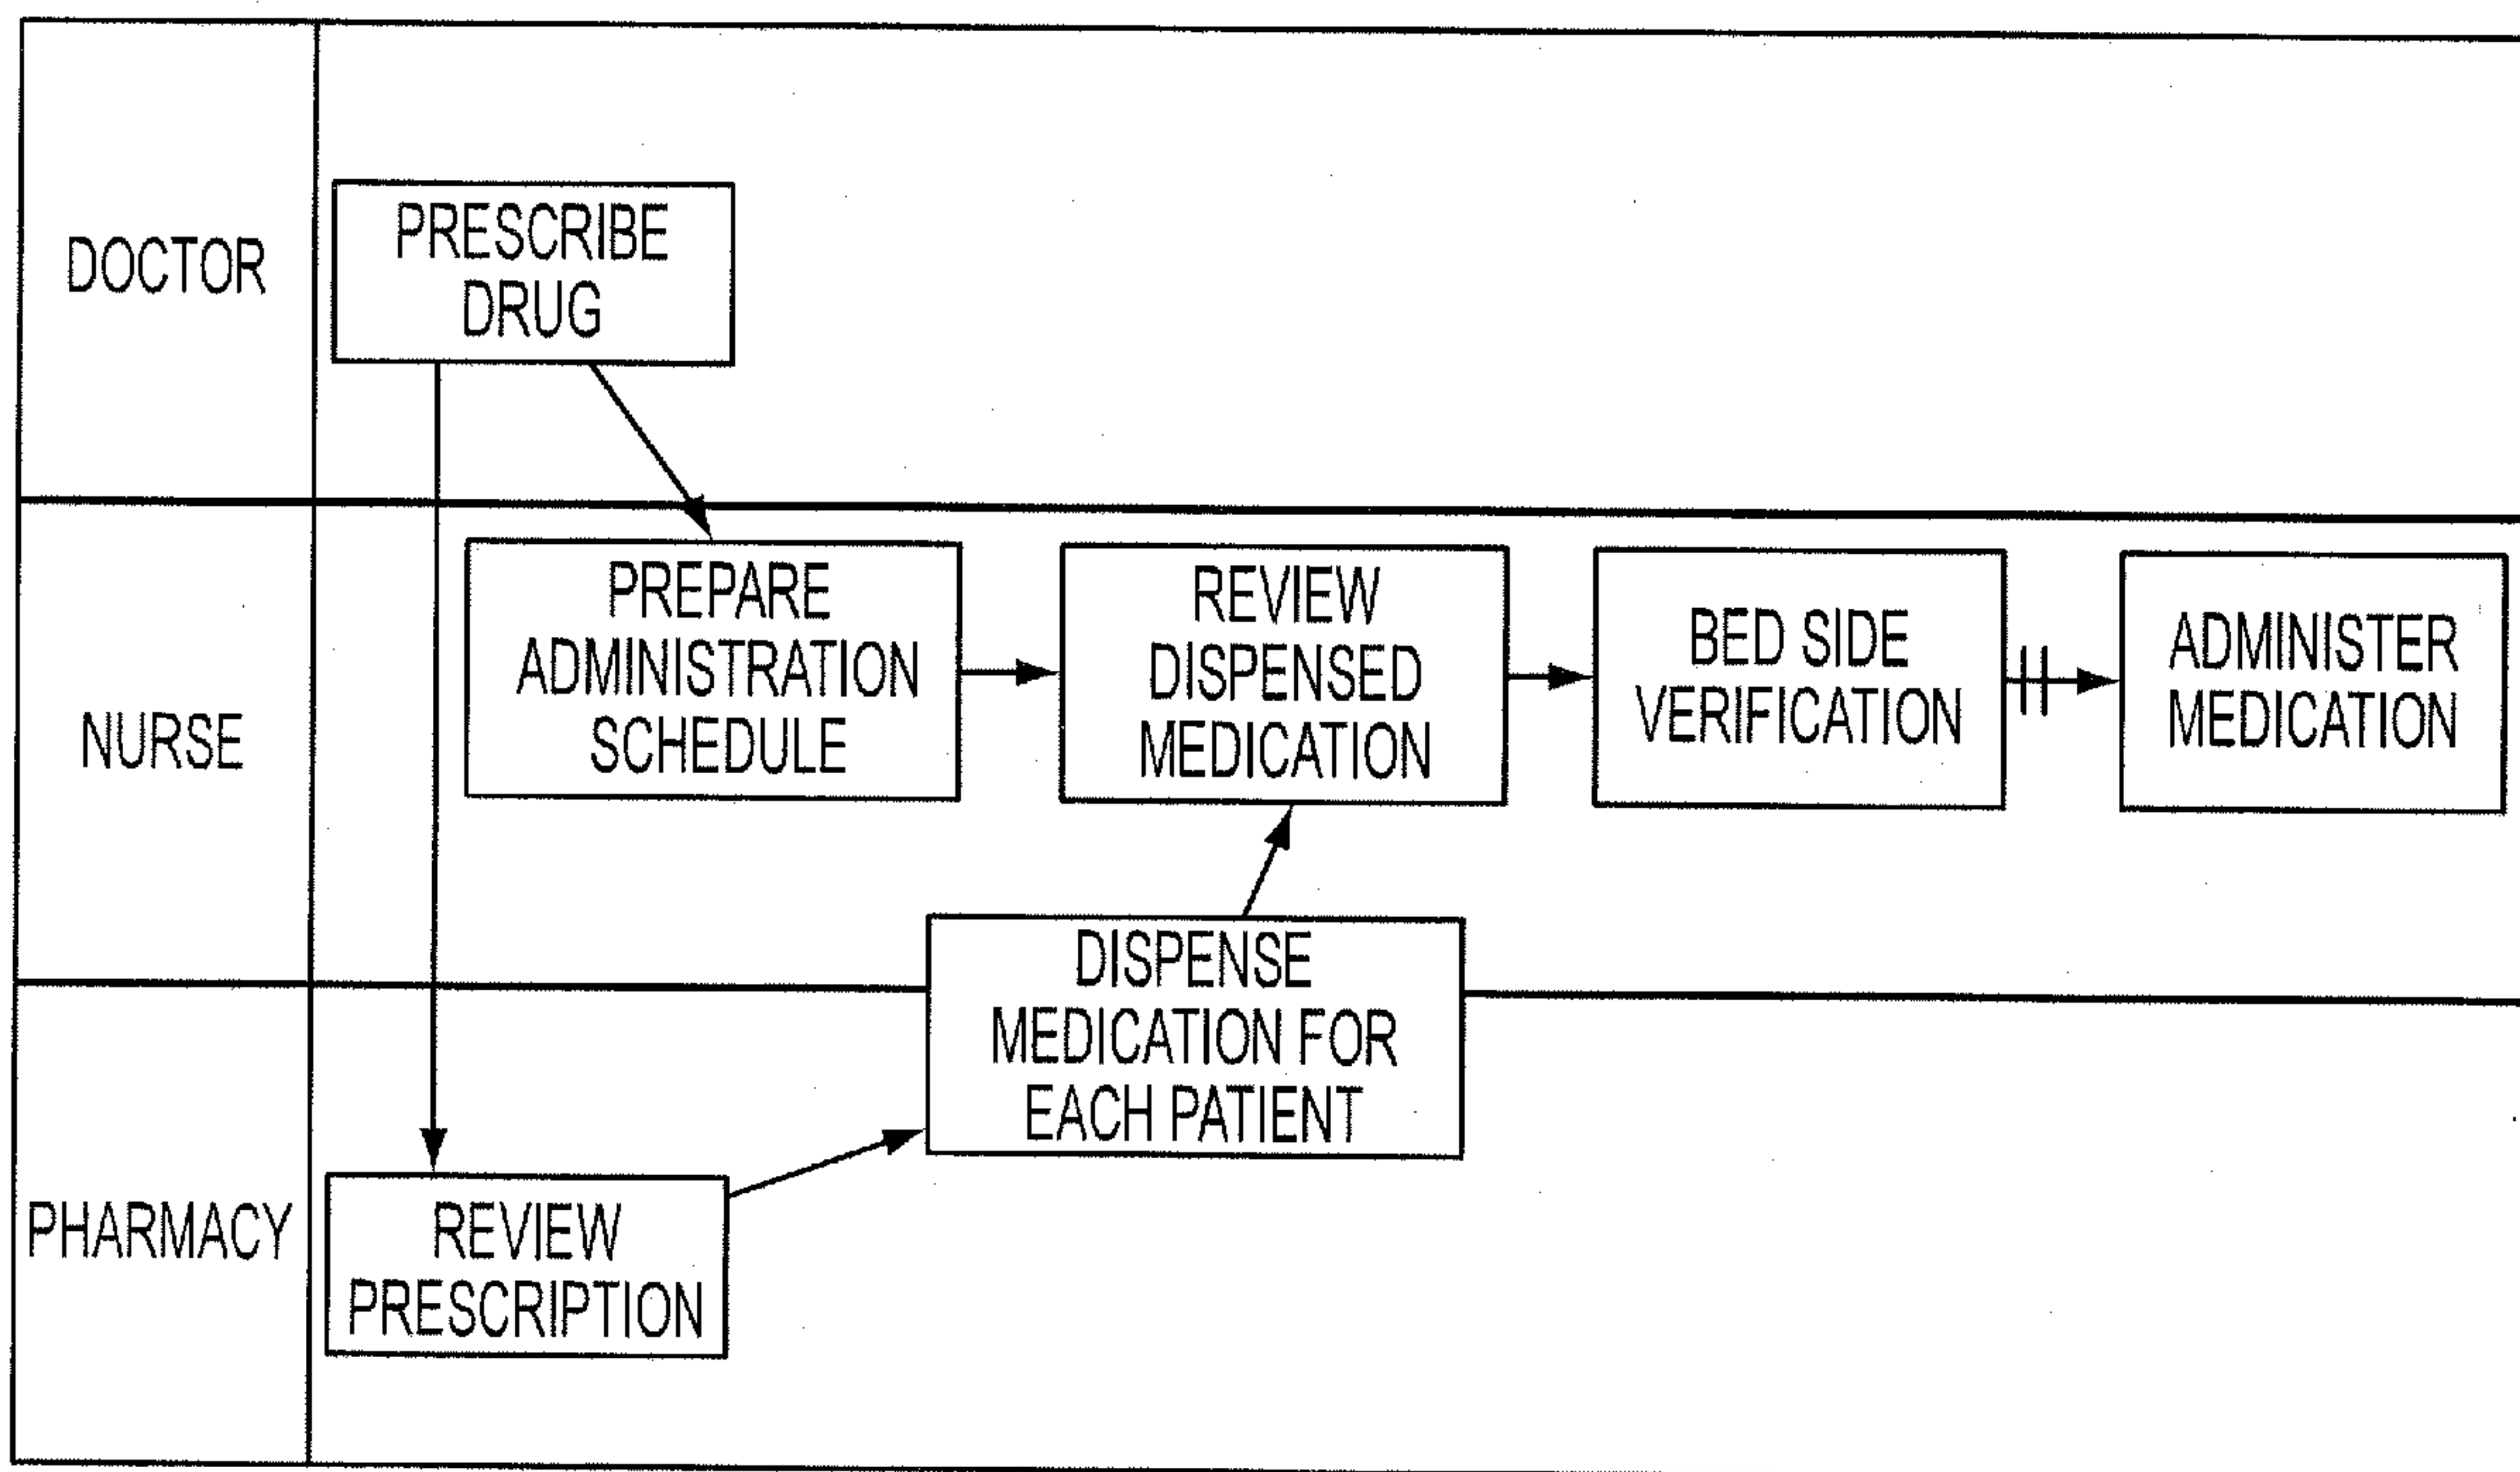 DOCTOR
PRESCRIBE
DRUG
NURSE
PREPARE
ADMINISTRATION
SCHEDULE
REVIEW
DISPENSED
MEDICATION
BED SIDE
VERIFICATION
ADMINISTER
MEDICATION
DISPENSE
MEDICATION FOR
EACH PATIENT
PHARMACY
REVIEW
PRESCRIPTION